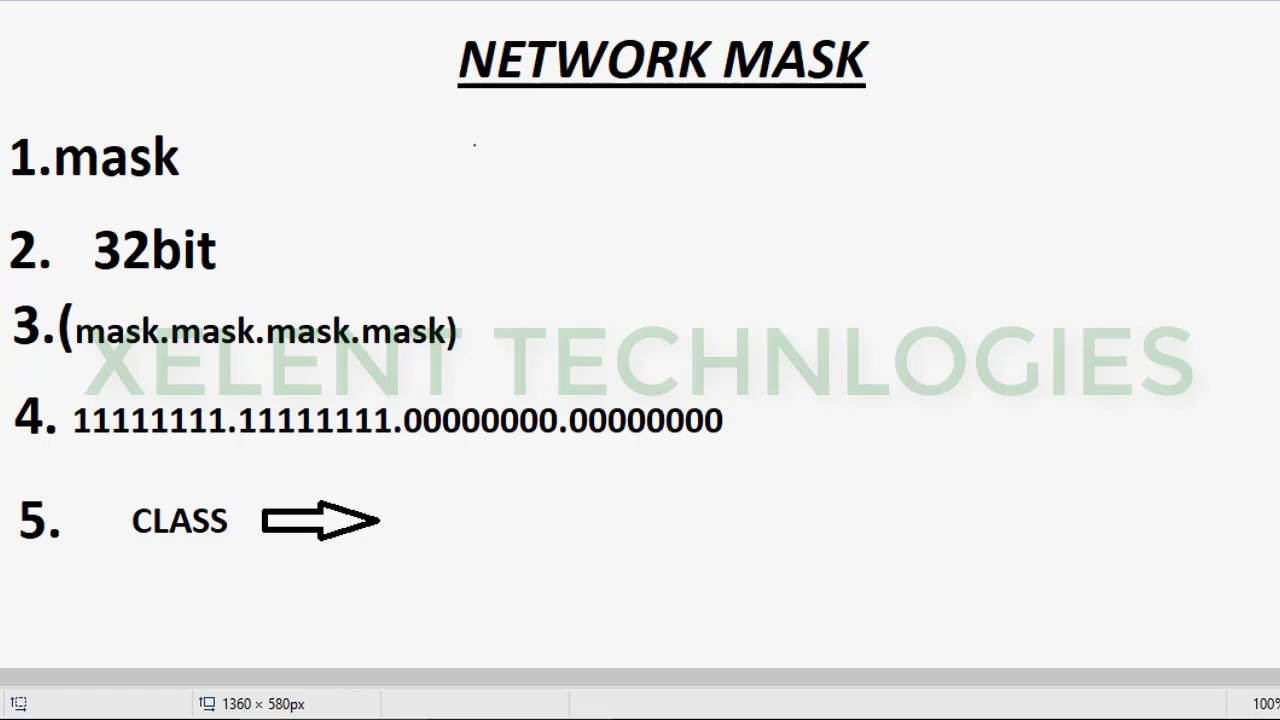 NETWORK MASK
1.mask
2. 32bit
3.(mask.mask.mask.mask)
XELENT TECHNLOGIES
4. 11111111.11111111.00000000.00000000
5. CLASS
1360 × 580px
100%